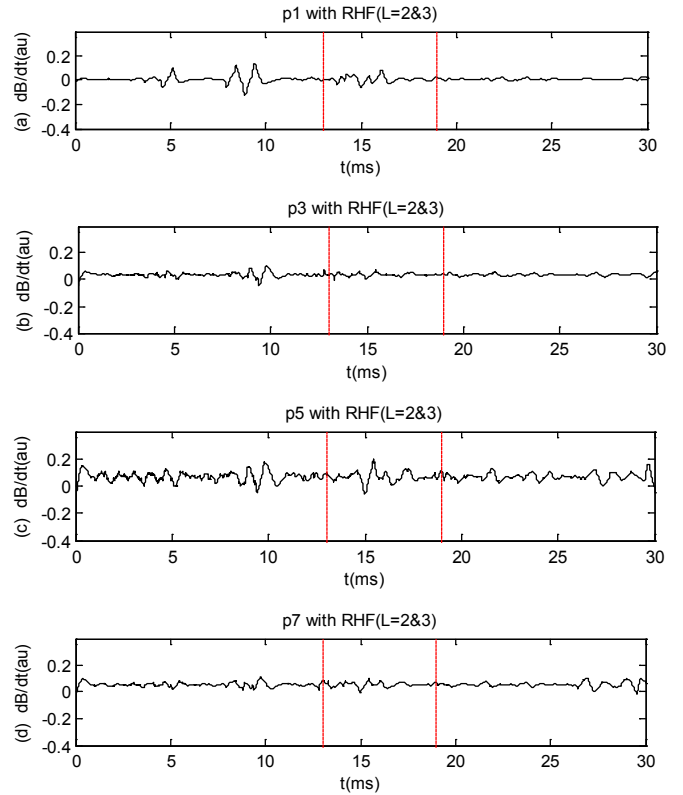 p1 with RHF(L=2&3)
(a) dB/dt(au)
0.2
0
-0.2
-0.4
0 5 10 15 20 25 30
t(ms)
p3 with RHF(L=2&3)
(b) dB/dt(au)
0.2
0
-0.2
-0.4
0 5 10 15 20 25 30
t(ms)
p5 with RHF(L=2&3)
(c) dB/dt(au)
0.2
0
-0.2
-0.4
0 5 10 15 20 25 30
t(ms)
p7 with RHF(L=2&3)
(d) dB/dt(au)
0.2
0
-0.2
-0.4
0 5 10 15 20 25 30
t(ms)